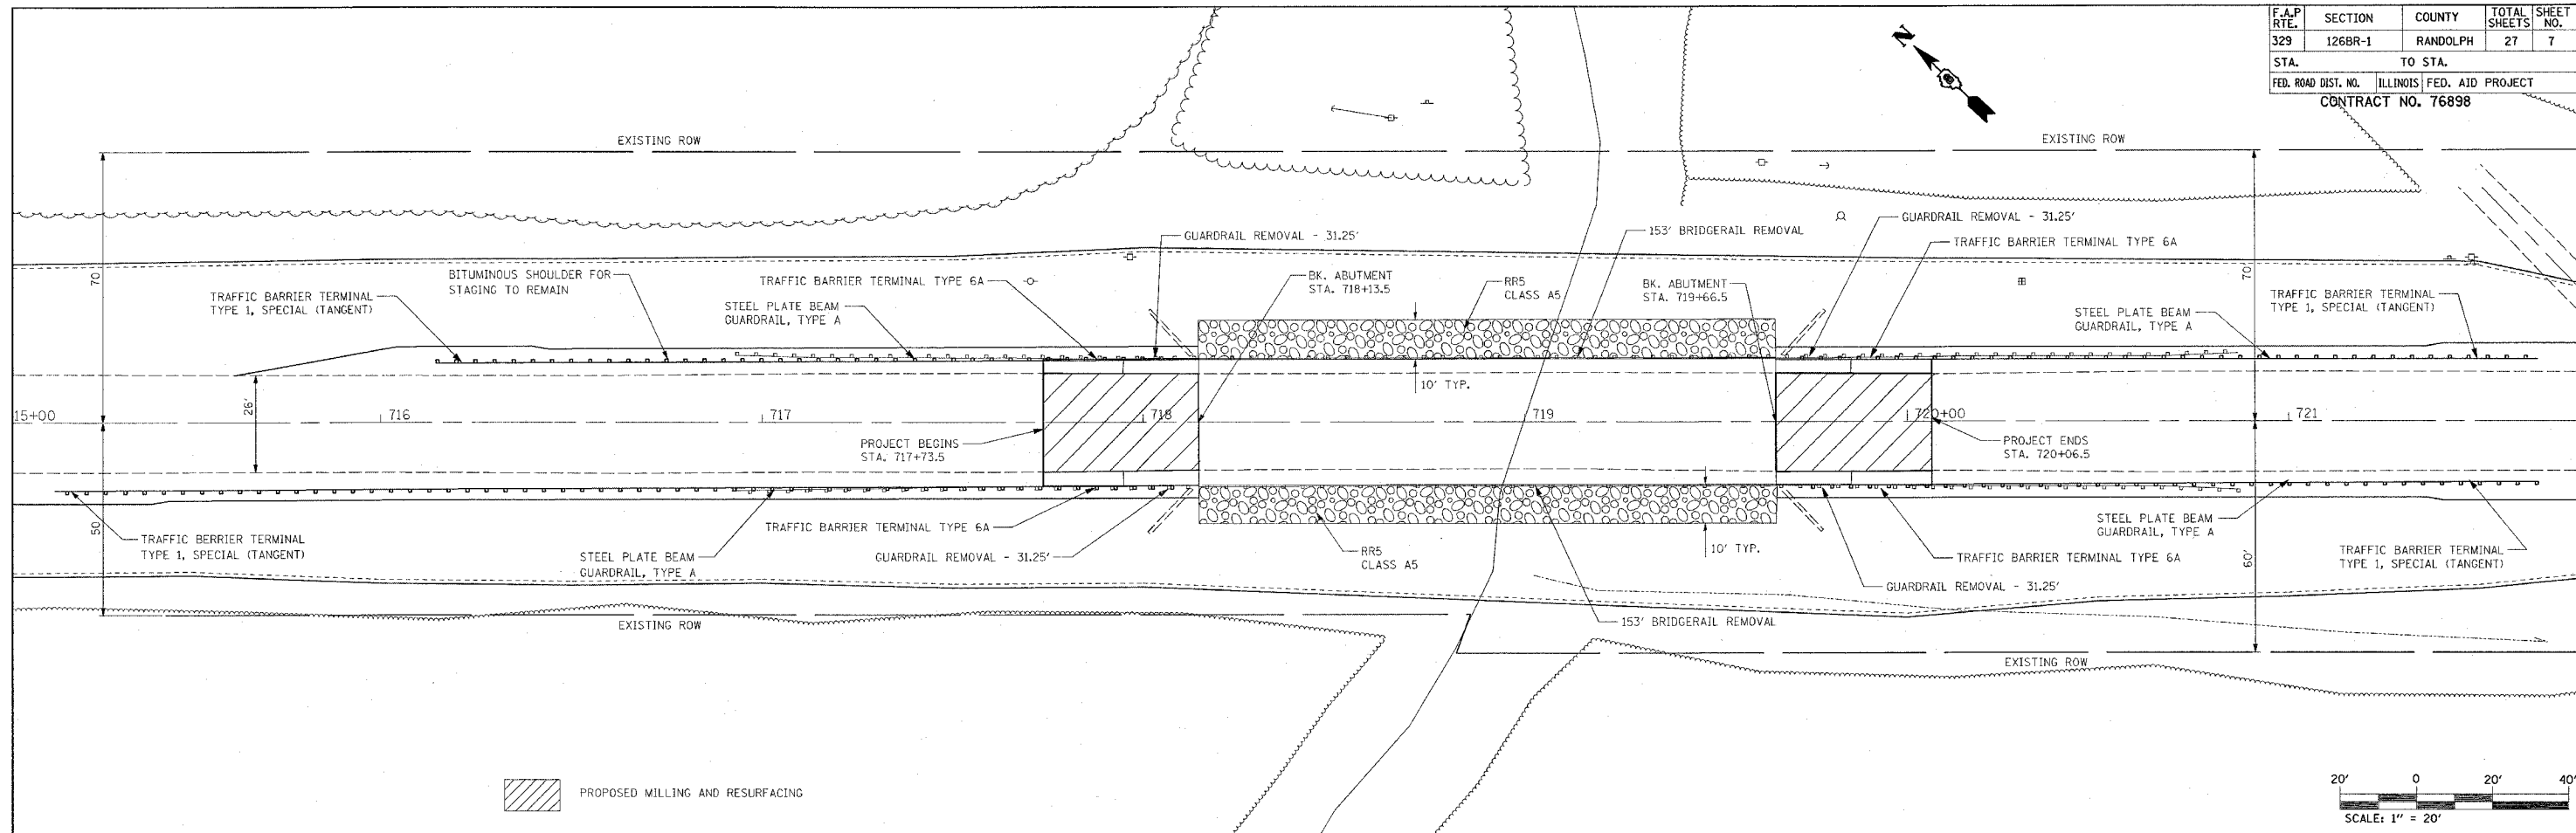 F.A.P RTE. SECTION COUNTY TOTAL SHEETS SHEET NO.
329 126BR-1 RANDOLPH 27 7
STA. TO STA.
FED. ROAD DIST. NO. ILLINOIS FED. AID PROJECT
CONTRACT NO. 76898
N
EXISTING ROW
EXISTING ROW
70
70
GUARDRAIL REMOVAL - 31.25'
153' BRIDGERAIL REMOVAL
GUARDRAIL REMOVAL - 31.25'
TRAFFIC BARRIER TERMINAL TYPE 6A
BITUMINOUS SHOULDER FOR
STAGING TO REMAIN
TRAFFIC BARRIER TERMINAL TYPE 6A
BK. ABUTMENT
STA. 718+13.5
RR5
CLASS A5
BK. ABUTMENT
STA. 719+66.5
TRAFFIC BARRIER TERMINAL
TYPE 1, SPECIAL (TANGENT)
STEEL PLATE BEAM
GUARDRAIL, TYPE A
STEEL PLATE BEAM
GUARDRAIL, TYPE A
TRAFFIC BARRIER TERMINAL
TYPE 1, SPECIAL (TANGENT)
10' TYP.
26'
15+00
716
717
718
719
720+00
721
PROJECT BEGINS
STA. 717+73.5
PROJECT ENDS
STA. 720+06.5
50
60'
TRAFFIC BERRIER TERMINAL
TYPE 1, SPECIAL (TANGENT)
STEEL PLATE BEAM
GUARDRAIL, TYPE A
TRAFFIC BARRIER TERMINAL TYPE 6A
GUARDRAIL REMOVAL - 31.25'
RR5
CLASS A5
10' TYP.
STEEL PLATE BEAM
GUARDRAIL, TYPE A
TRAFFIC BARRIER TERMINAL TYPE 6A
TRAFFIC BARRIER TERMINAL
TYPE 1, SPECIAL (TANGENT)
GUARDRAIL REMOVAL - 31.25'
153' BRIDGERAIL REMOVAL
EXISTING ROW
EXISTING ROW
PROPOSED MILLING AND RESURFACING
20' 0 20' 40'
SCALE: 1" = 20'